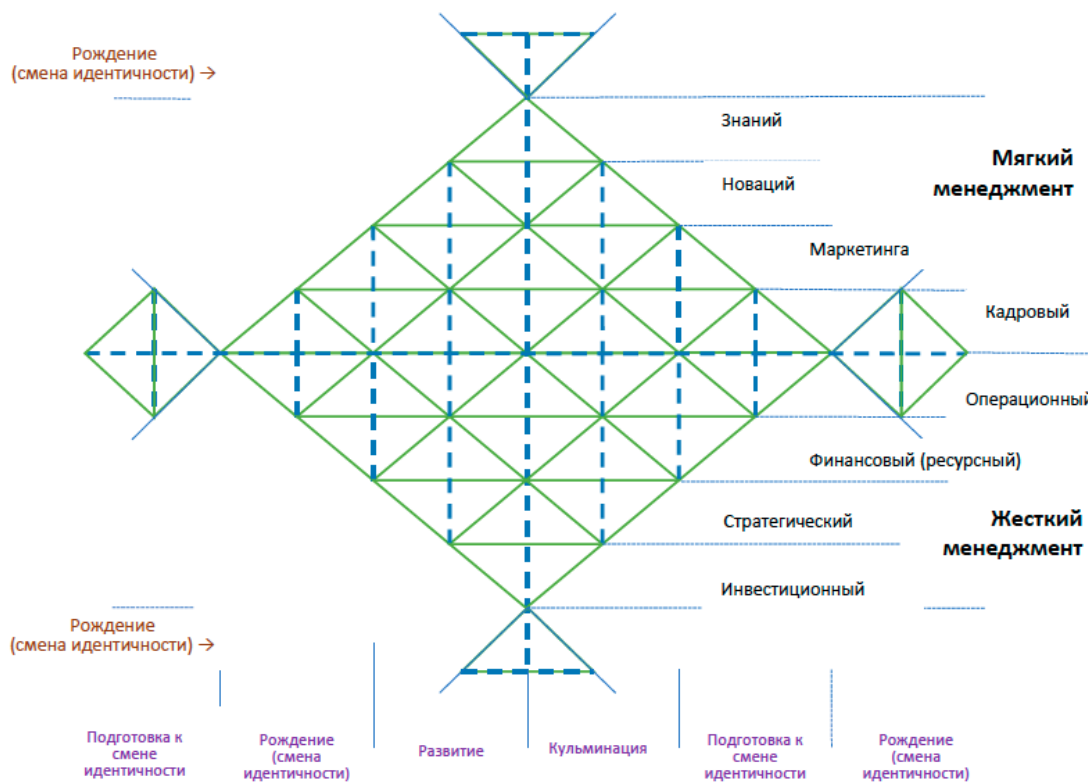 Рождение
(смена идентичности) →
Знаний
Мягкий
менеджмент
Новаций
Маркетинга
Кадровый
Операционный
Финансовый (ресурсный)
Стратегический
Жесткий
менеджмент
Инвестиционный
Рождение
(смена идентичности) →
Подготовка к
смене
идентичности
Рождение
(смена
идентичности)
Развитие
Кульминация
Подготовка к
смене
идентичности
Рождение
(смена
идентичности)